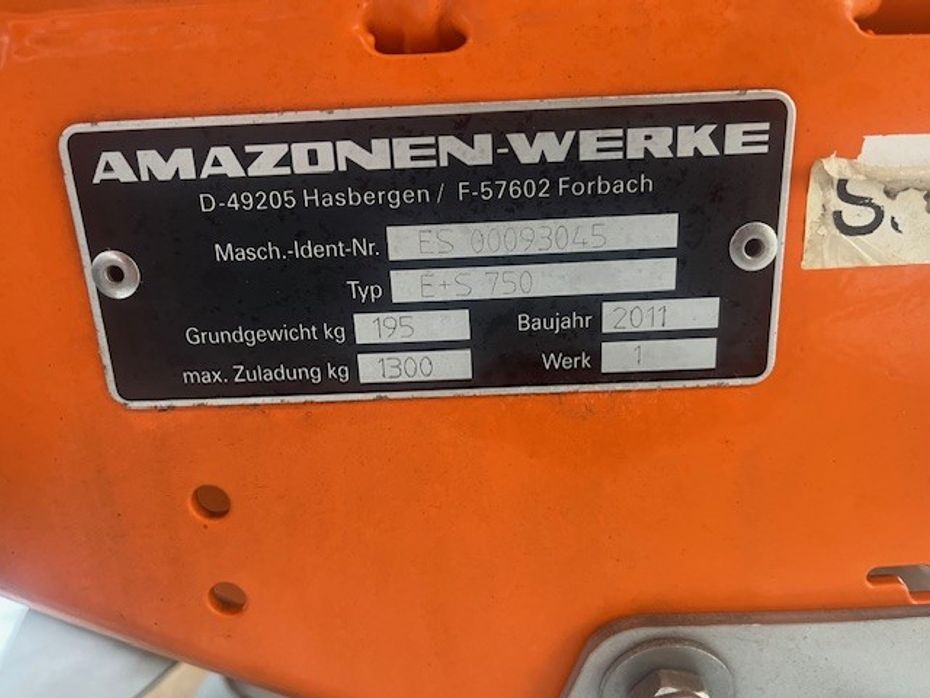 AMAZONEN-WERKE
D-49205 Hasbergen / F-57602 Forbach
Masch.-Ident-Nr. ES 00093045
Typ E+S 750
Grundgewicht kg 195 Baujahr 2011
max. Zuladung kg 1300 Werk 1